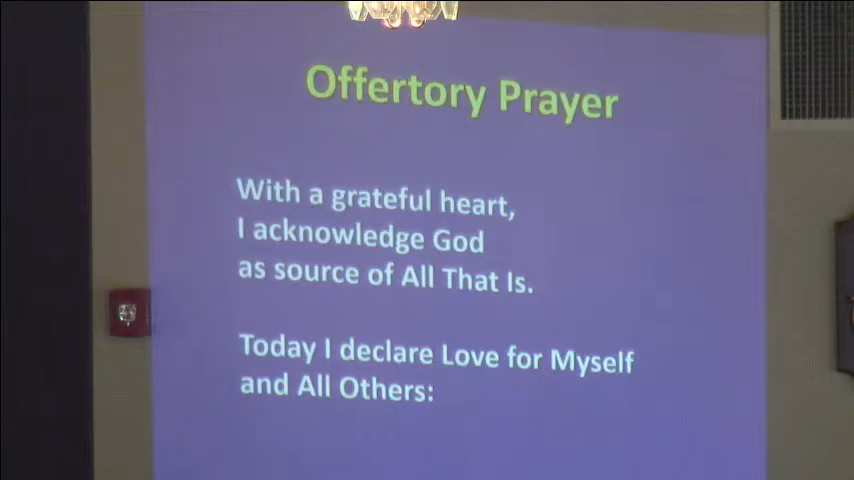 Offertory Prayer
With a grateful heart,
I acknowledge God
as source of All That Is.
Today I declare Love for Myself
and All Others: